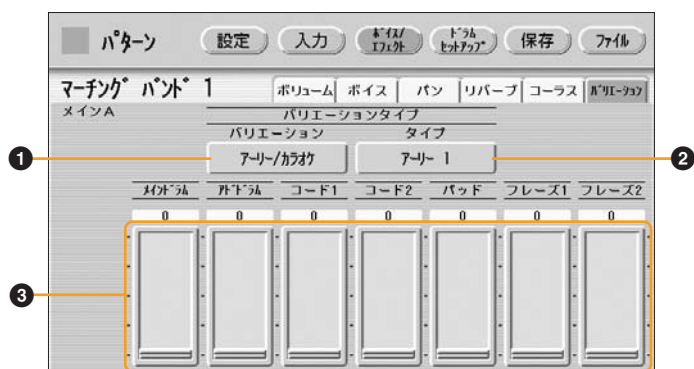 パターン 設定 入力 ﾎﾞｲｽ/ｴﾌｪｸﾄ ﾄﾞﾗﾑｾｯﾄｱｯﾌﾟ 保存 ﾌｧｲﾙ
マーチング バンド 1 ボリューム ボイス パン リバーブ コーラス ﾊﾞﾘｴｰｼｮﾝ
メインA
バリエーションタイプ
バリエーション タイプ
❶ ｱｰﾘｰ/ｶﾗｵｹ ｱｰﾘｰ 1 ❷
ﾒｲﾝﾄﾞﾗﾑ ｱﾄﾞﾄﾞﾗﾑ コード1 コード2 パッド フレーズ1 フレーズ2
0 0 0 0 0 0 0
❸